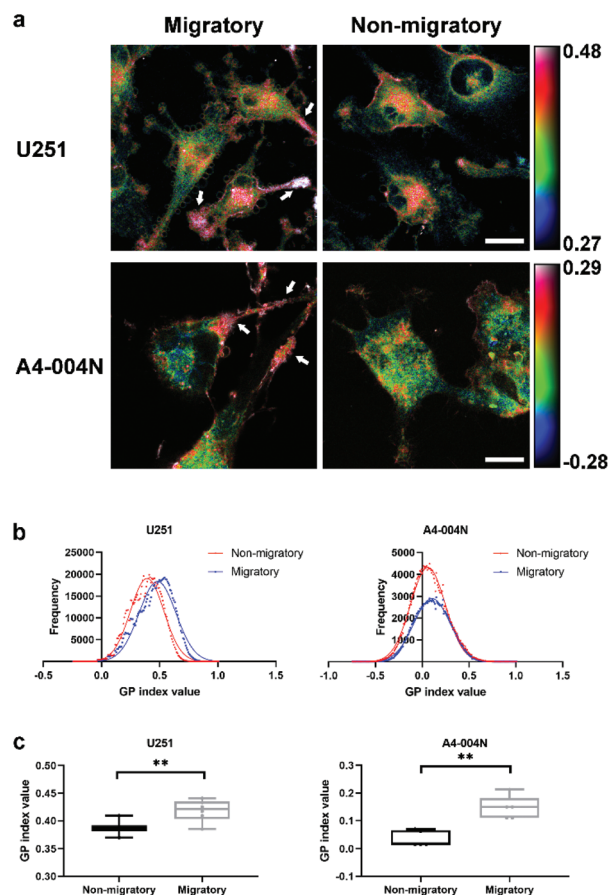 a
Migratory Non-migratory
U251
0.48
0.27
A4-004N
0.29
-0.28
b
U251
Frequency
25000
20000
15000
10000
5000
-0.5 0.0 0.5 1.0 1.5
GP index value
Non-migratory
Migratory
A4-004N
Frequency
5000
4000
3000
2000
1000
0
-1.0 -0.5 0.0 0.5 1.0 1.5
GP index value
Non-migratory
Migratory
c
U251
GP index value
0.50
0.45
0.40
0.35
0.30
**
Non-migratory Migratory
A4-004N
GP index value
0.3
0.2
0.1
0.0
-0.1
**
Non-migratory Migratory